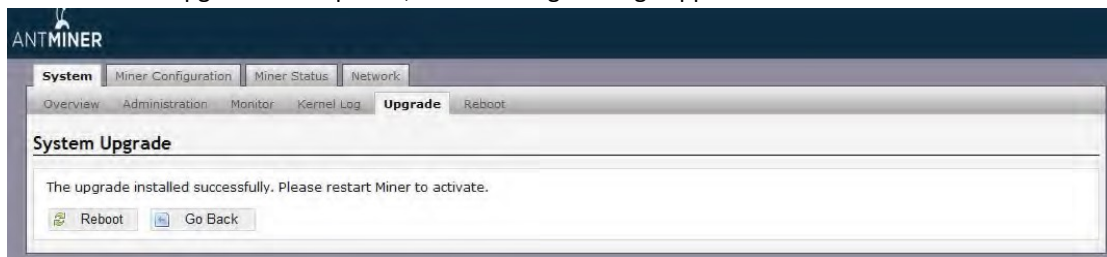 ANTMINER
System Miner Configuration Miner Status Network
Overview Administration Monitor Kernel Log Upgrade Reboot
System Upgrade
The upgrade installed successfully. Please restart Miner to activate.
Reboot Go Back